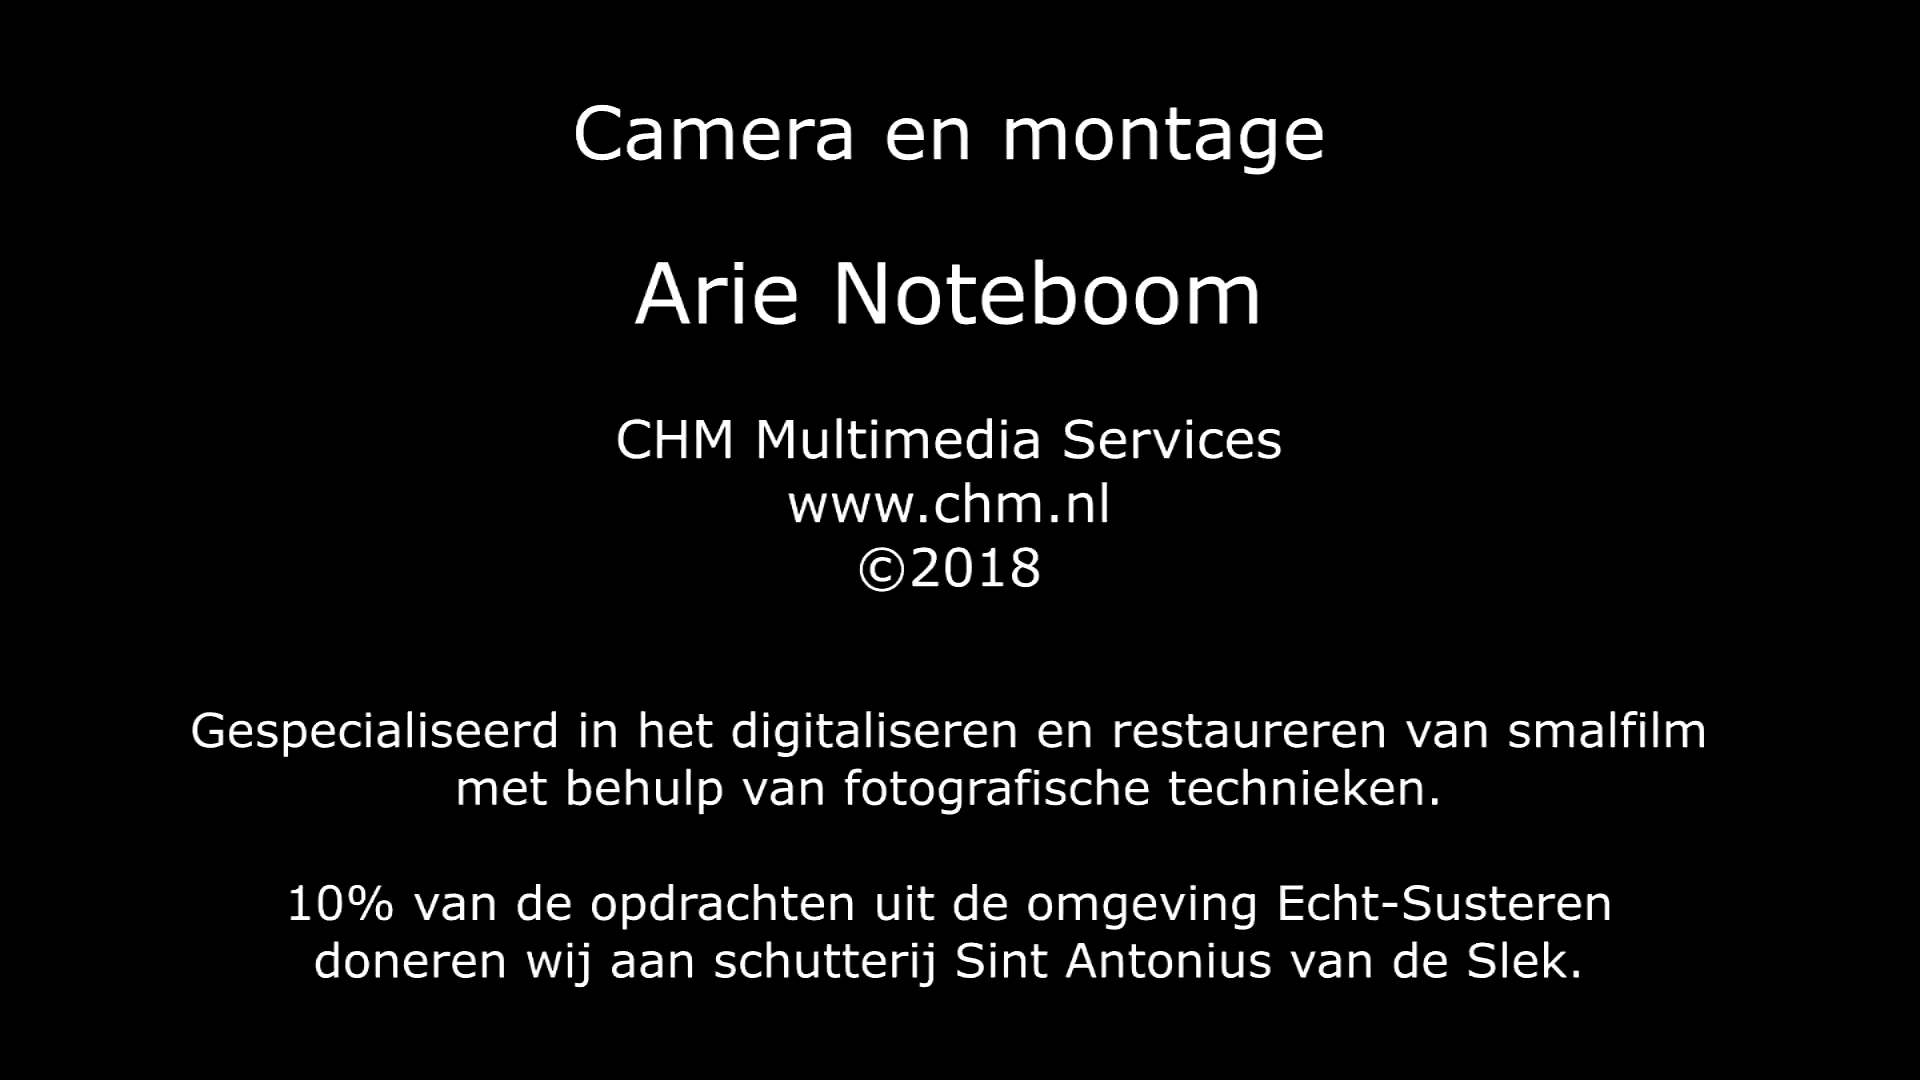 Camera en montage
Arie Noteboom
CHM Multimedia Services
www.chm.nl
©2018
Gespecialiseerd in het digitaliseren en restaureren van smalfilm
met behulp van fotografische technieken.
10% van de opdrachten uit de omgeving Echt-Susteren
doneren wij aan schutterij Sint Antonius van de Slek.